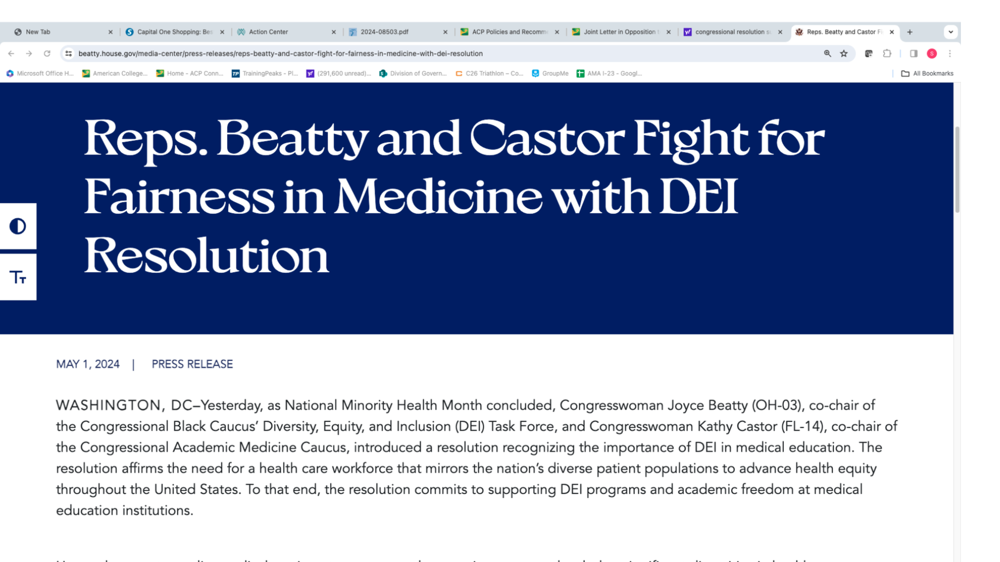 New Tab
Capital One Shopping: Bes
Action Center
2024-08503.pdf
ACP Policies and Recomme
Joint Letter in Opposition t
congressional resolution su
Reps. Beatty and Castor Fi
beatty.house.gov/media-center/press-releases/reps-beatty-and-castor-fight-for-fairness-in-medicine-with-dei-resolution
S
Microsoft Office H...
American College...
Home - ACP Conn...
TP TrainingPeaks - Pl...
(291,600 unread)...
Division of Govern...
C26 Triathlon – Co...
GroupMe
AMA I-23 - Googl...
All Bookmarks
Reps. Beatty and Castor Fight for
Fairness in Medicine with DEI
Resolution
TT
MAY 1, 2024 | PRESS RELEASE
WASHINGTON, DC–Yesterday, as National Minority Health Month concluded, Congresswoman Joyce Beatty (OH-03), co-chair of
the Congressional Black Caucus’ Diversity, Equity, and Inclusion (DEI) Task Force, and Congresswoman Kathy Castor (FL-14), co-chair of
the Congressional Academic Medicine Caucus, introduced a resolution recognizing the importance of DEI in medical education. The
resolution affirms the need for a health care workforce that mirrors the nation’s diverse patient populations to advance health equity
throughout the United States. To that end, the resolution commits to supporting DEI programs and academic freedom at medical
education institutions.